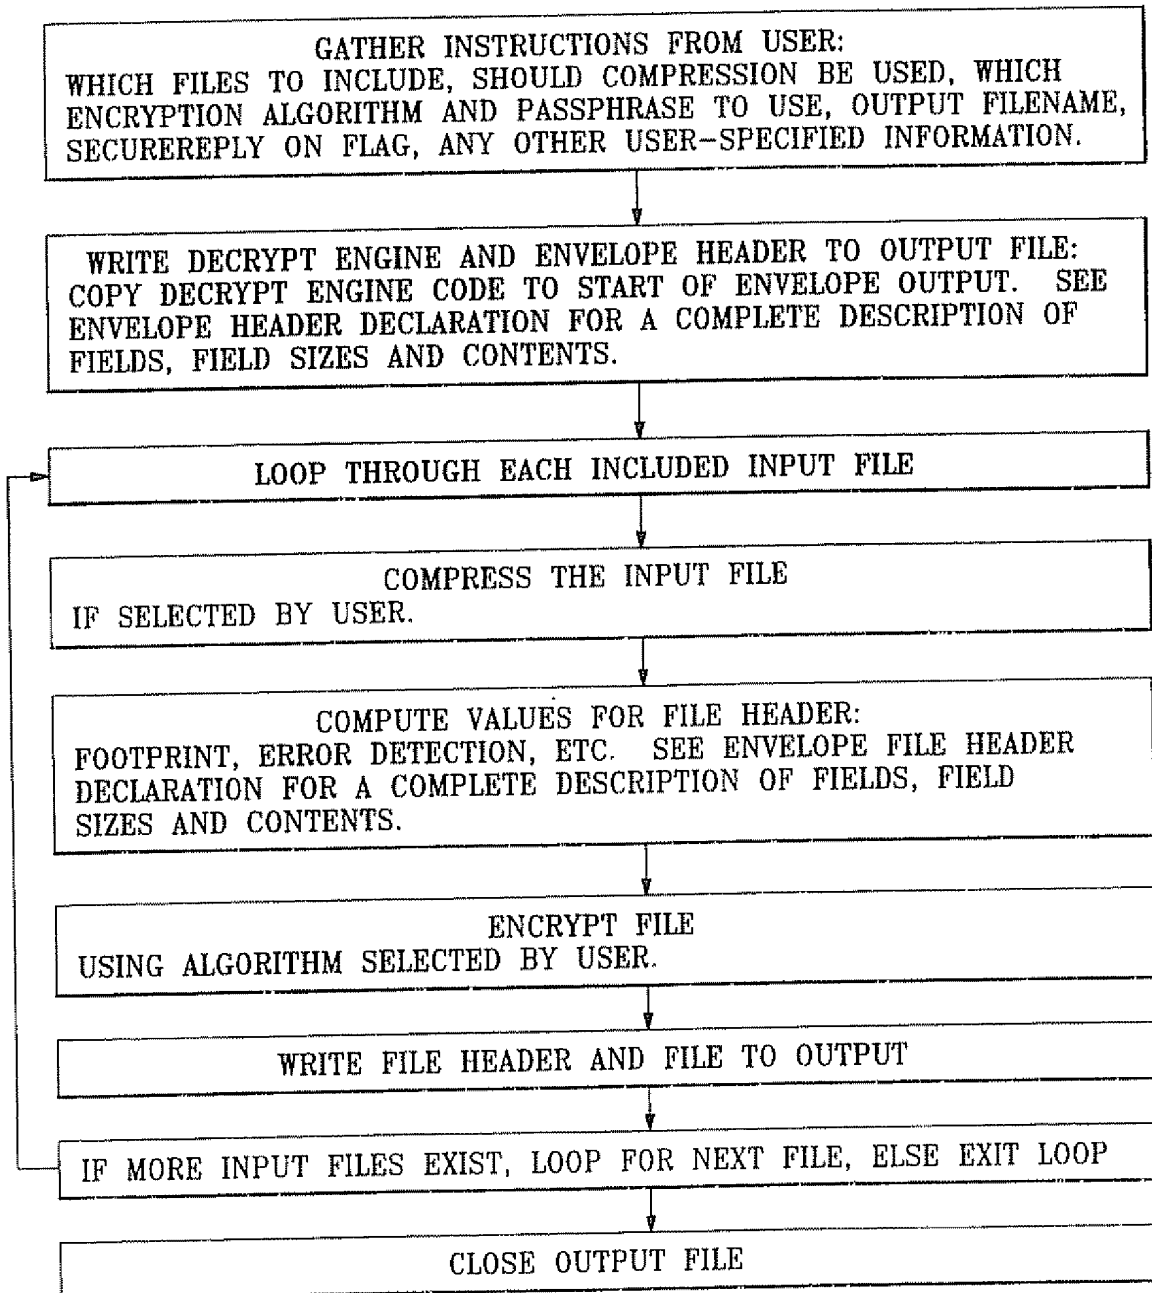 GATHER INSTRUCTIONS FROM USER:
WHICH FILES TO INCLUDE, SHOULD COMPRESSION BE USED, WHICH
ENCRYPTION ALGORITHM AND PASSPHRASE TO USE, OUTPUT FILENAME,
SECUREREPLY ON FLAG, ANY OTHER USER-SPECIFIED INFORMATION.
WRITE DECRYPT ENGINE AND ENVELOPE HEADER TO OUTPUT FILE:
COPY DECRYPT ENGINE CODE TO START OF ENVELOPE OUTPUT. SEE
ENVELOPE HEADER DECLARATION FOR A COMPLETE DESCRIPTION OF
FIELDS, FIELD SIZES AND CONTENTS.
LOOP THROUGH EACH INCLUDED INPUT FILE
COMPRESS THE INPUT FILE
IF SELECTED BY USER.
COMPUTE VALUES FOR FILE HEADER:
FOOTPRINT, ERROR DETECTION, ETC. SEE ENVELOPE FILE HEADER
DECLARATION FOR A COMPLETE DESCRIPTION OF FIELDS, FIELD
SIZES AND CONTENTS.
ENCRYPT FILE
USING ALGORITHM SELECTED BY USER.
WRITE FILE HEADER AND FILE TO OUTPUT
IF MORE INPUT FILES EXIST, LOOP FOR NEXT FILE, ELSE EXIT LOOP
CLOSE OUTPUT FILE